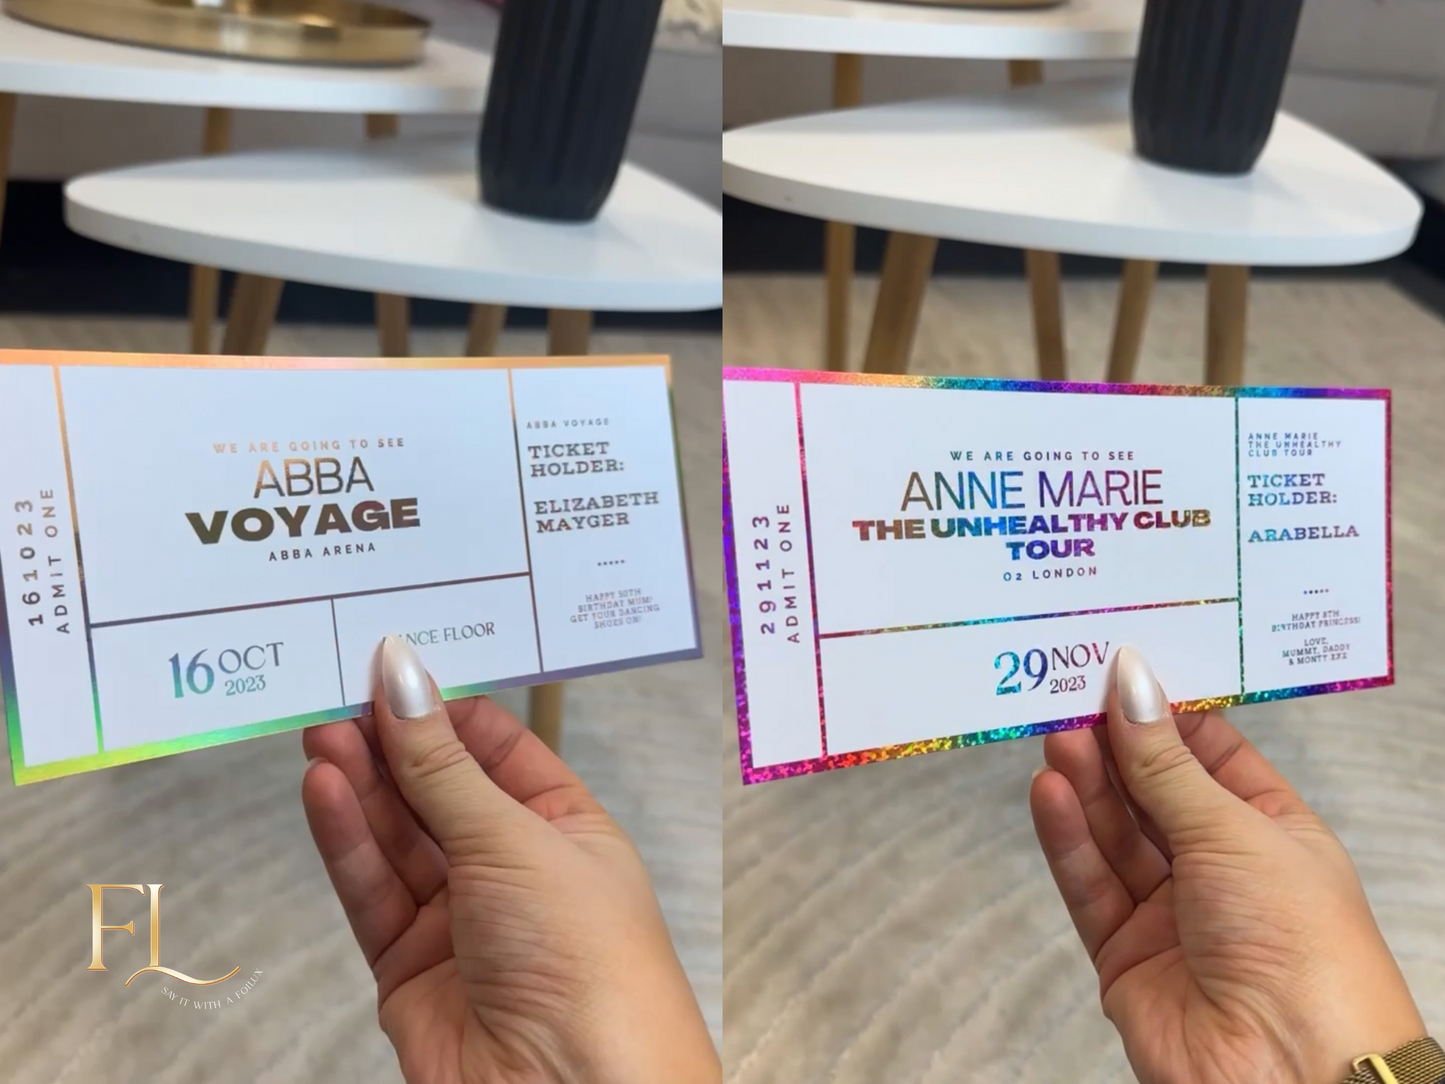 161023
ADMIT ONE
WE ARE GOING TO SEE
ABBA
VOYAGE
ABBA ARENA
16 OCT
2023
DANCE FLOOR
ABBA VOYAGE
TICKET
HOLDER:
ELIZABETH
MAYGER
HAPPY 50TH
BIRTHDAY MUM!
GET YOUR DANCING
SHOES ON!
FL
SAY IT WITH A FOILUX
291123
ADMIT ONE
WE ARE GOING TO SEE
ANNE MARIE
THE UNHEALTHY CLUB
TOUR
O2 LONDON
29 NOV
2023
ANNE MARIE
THE UNHEALTHY
CLUB TOUR
TICKET
HOLDER:
ARABELLA
HAPPY 8TH
BIRTHDAY PRINCESS!
LOVE,
MUMMY, DADDY
& MONTY XXX